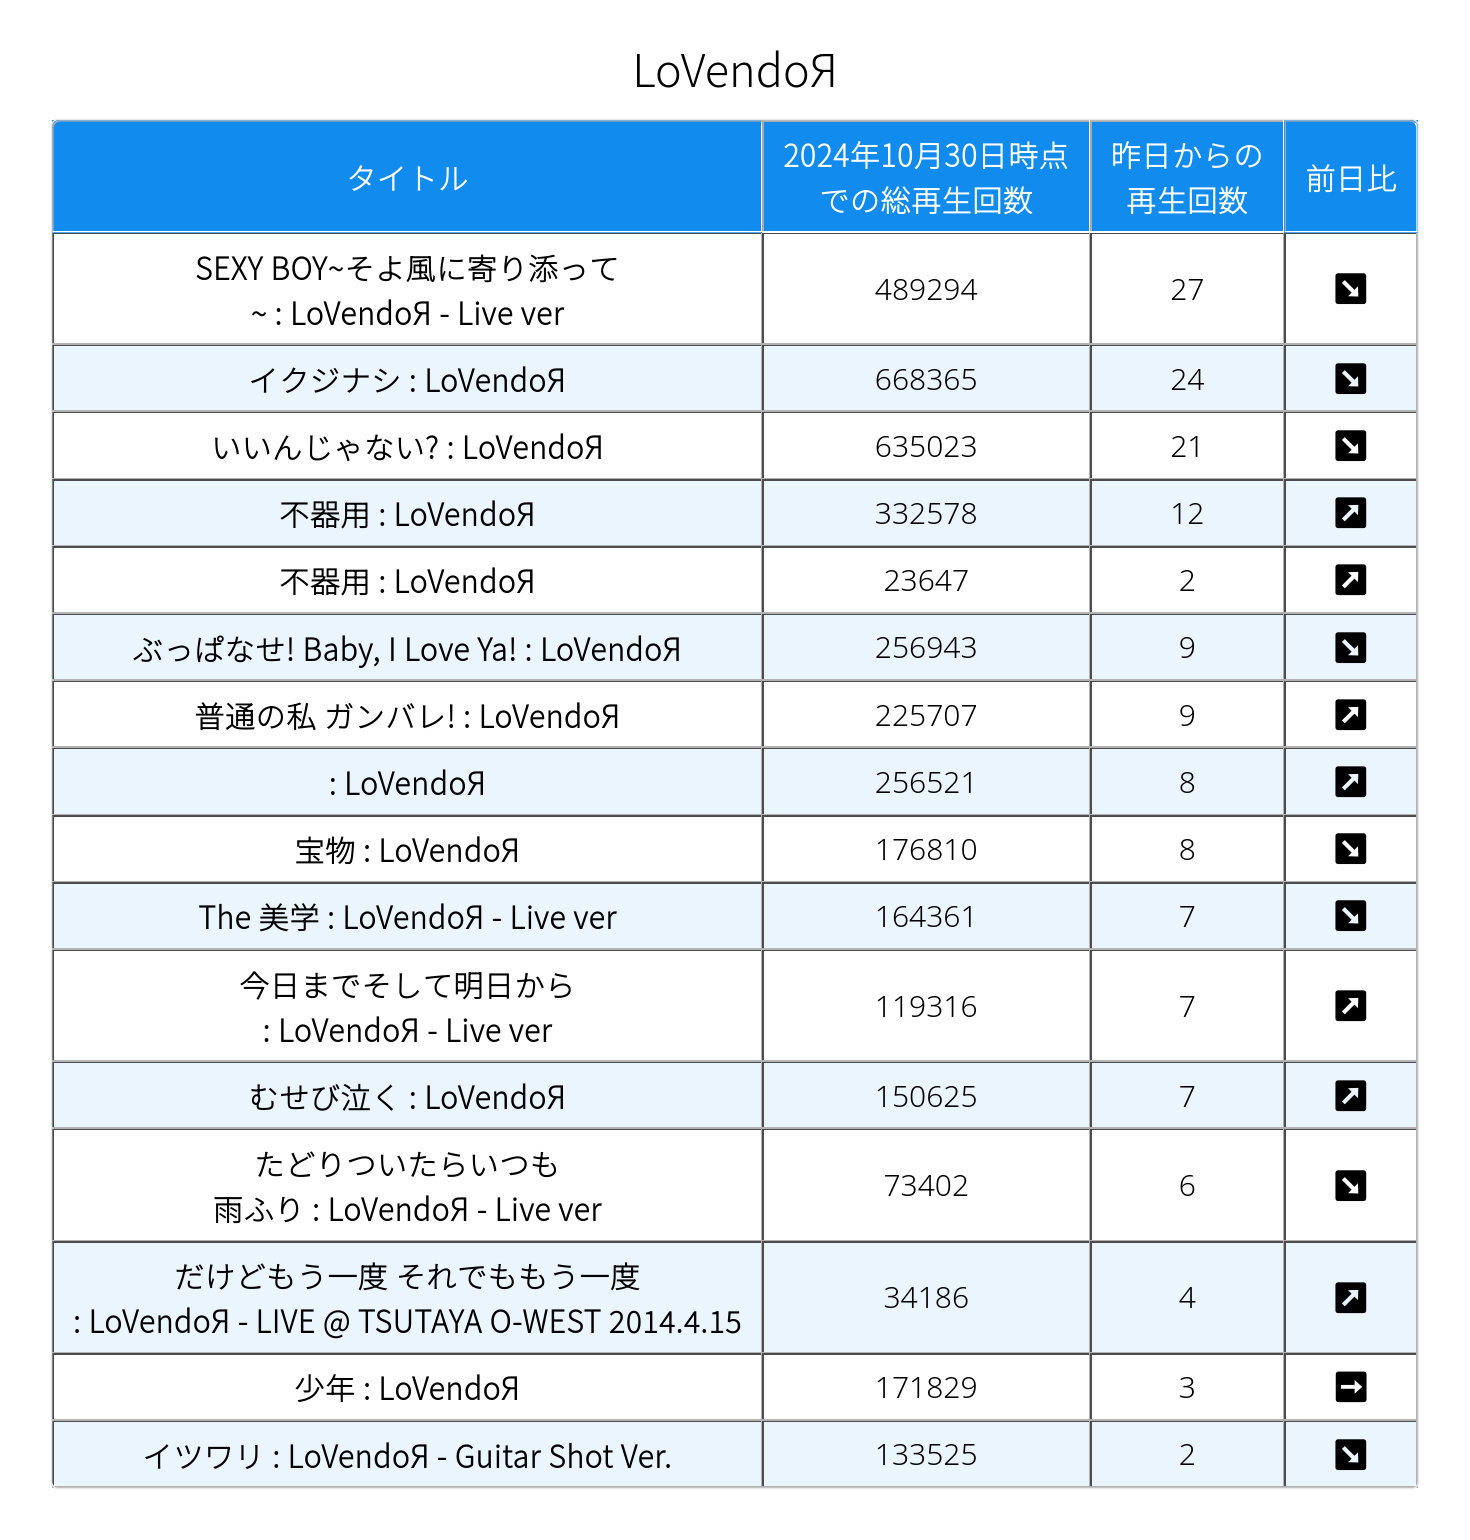 LoVendoЯ
タイトル
2024年10月30日時点
での総再生回数
昨日からの
再生回数
前日比
SEXY BOY~そよ風に寄り添って
~ : LoVendoЯ - Live ver
489294
27
イクジナシ : LoVendoЯ
668365
24
いいんじゃない? : LoVendoЯ
635023
21
不器用 : LoVendoЯ
332578
12
不器用 : LoVendoЯ
23647
2
ぶっぱなせ! Baby, I Love Ya! : LoVendoЯ
256943
9
普通の私 ガンバレ! : LoVendoЯ
225707
9
: LoVendoЯ
256521
8
宝物 : LoVendoЯ
176810
8
The 美学 : LoVendoЯ - Live ver
164361
7
今日までそして明日から
: LoVendoЯ - Live ver
119316
7
むせび泣く : LoVendoЯ
150625
7
たどりついたらいつも
雨ふり : LoVendoЯ - Live ver
73402
6
だけどもう一度 それでももう一度
: LoVendoЯ - LIVE @ TSUTAYA O-WEST 2014.4.15
34186
4
少年 : LoVendoЯ
171829
3
イツワリ : LoVendoЯ - Guitar Shot Ver.
133525
2